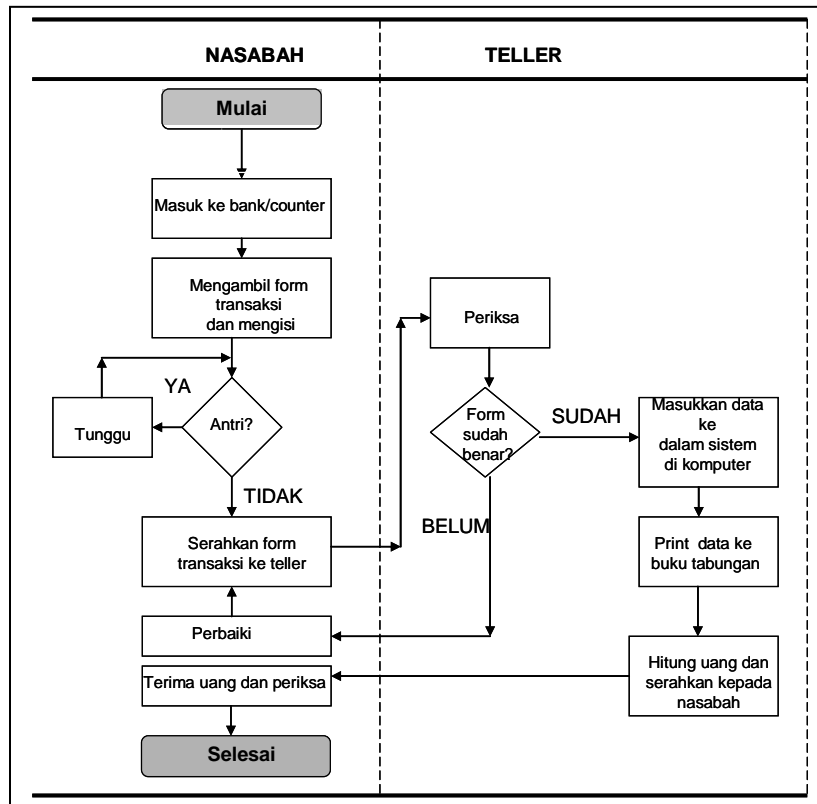 NASABAH
TELLER
Mulai
Masuk ke bank/counter
Mengambil form
transaksi
dan mengisi
YA
Tunggu
Antri?
TIDAK
Serahkan form
transaksi ke teller
Perbaiki
Terima uang dan periksa
Selesai
Periksa
Form
sudah
benar?
SUDAH
BELUM
Masukkan data
ke
dalam sistem
di komputer
Print data ke
buku tabungan
Hitung uang dan
serahkan kepada
nasabah